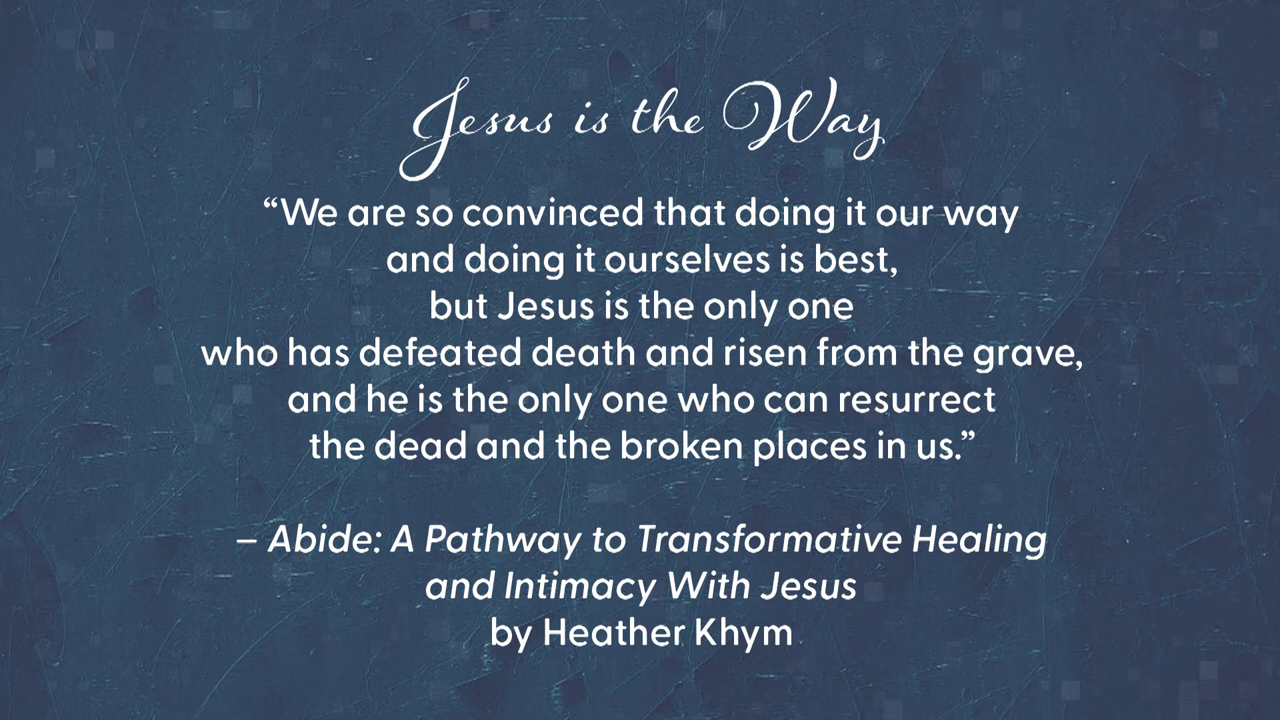 Jesus is the Way
“We are so convinced that doing it our way
and doing it ourselves is best,
but Jesus is the only one
who has defeated death and risen from the grave,
and he is the only one who can resurrect
the dead and the broken places in us.”
– Abide: A Pathway to Transformative Healing
and Intimacy With Jesus
by Heather Khym